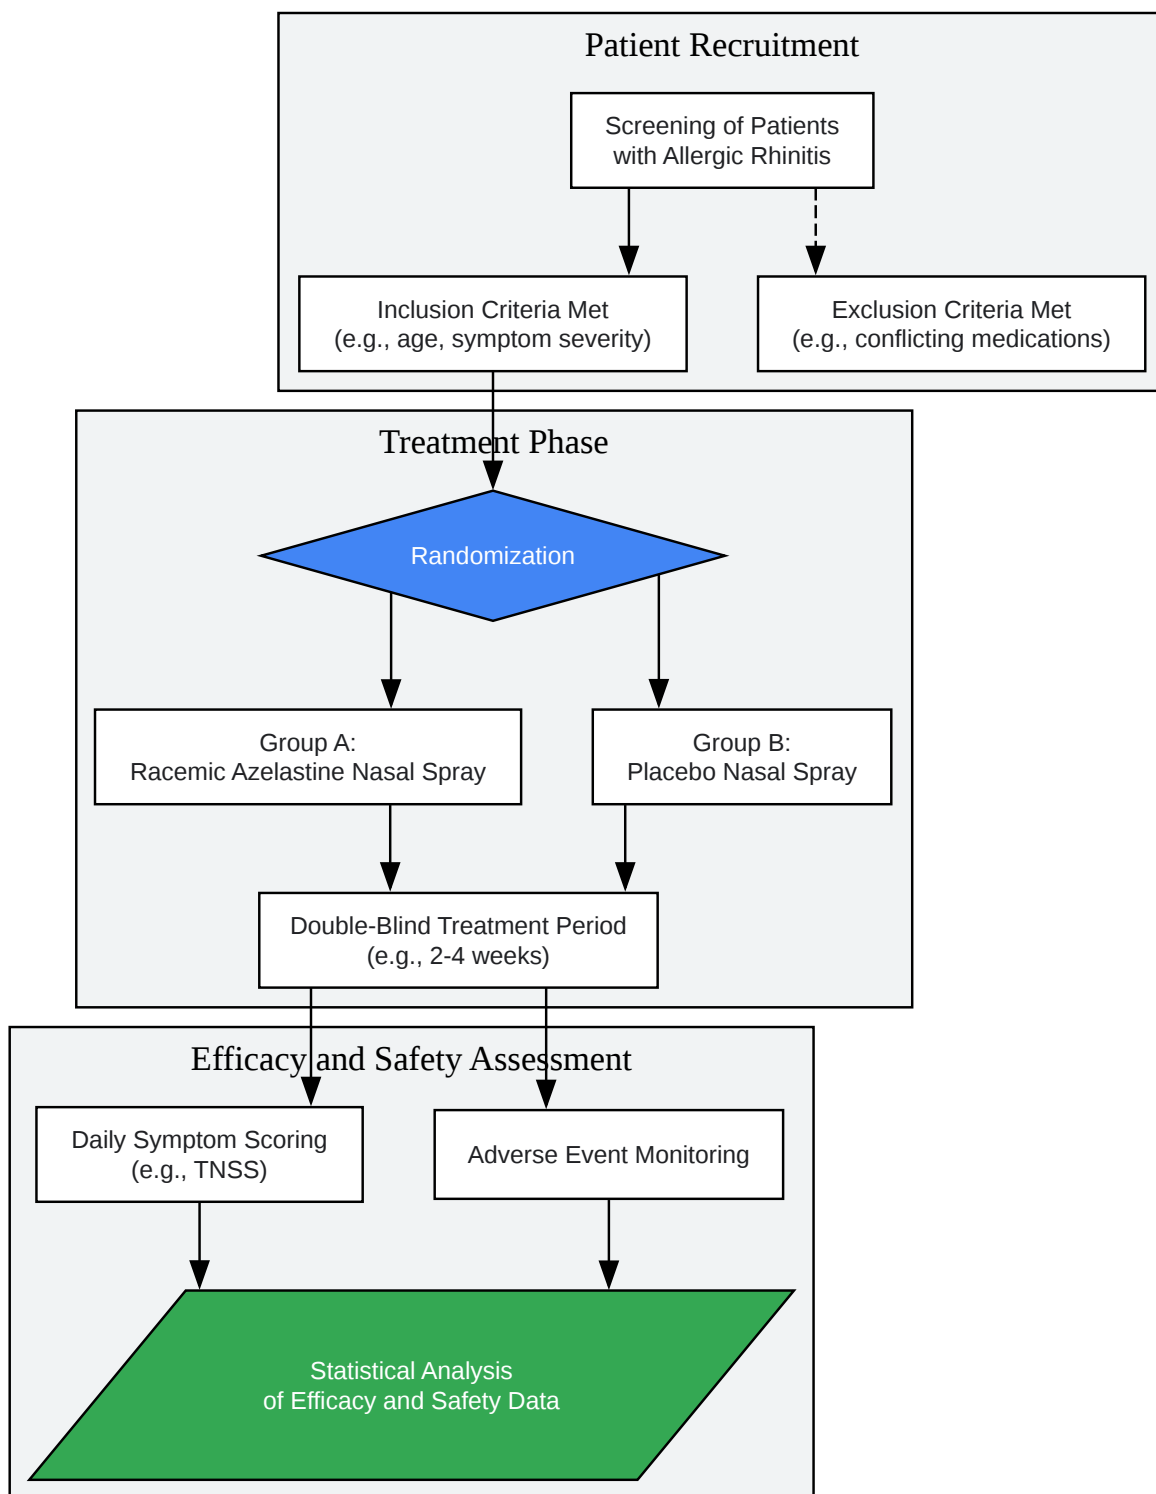 Patient Recruitment
Screening of Patients
with Allergic Rhinitis
Inclusion Criteria Met
(e.g., age, symptom severity)
Exclusion Criteria Met
(e.g., conflicting medications)
Treatment Phase
Randomization
Group A:
Racemic Azelastine Nasal Spray
Group B:
Placebo Nasal Spray
Double-Blind Treatment Period
(e.g., 2-4 weeks)
Efficacy and Safety Assessment
Daily Symptom Scoring
(e.g., TNSS)
Adverse Event Monitoring
Statistical Analysis
of Efficacy and Safety Data